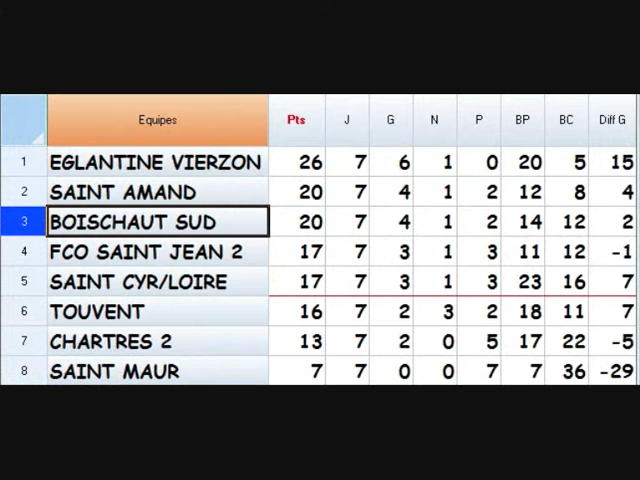 Equipes Pts J G N P BP BC Diff G
1 EGLANTINE VIERZON 26 7 6 1 0 20 5 15
2 SAINT AMAND 20 7 4 1 2 12 8 4
3 BOISCHAUT SUD 20 7 4 1 2 14 12 2
4 FCO SAINT JEAN 2 17 7 3 1 3 11 12 -1
5 SAINT CYR/LOIRE 17 7 3 1 3 23 16 7
6 TOUVENT 16 7 2 3 2 18 11 7
7 CHARTRES 2 13 7 2 0 5 17 22 -5
8 SAINT MAUR 7 7 0 0 7 7 36 -29